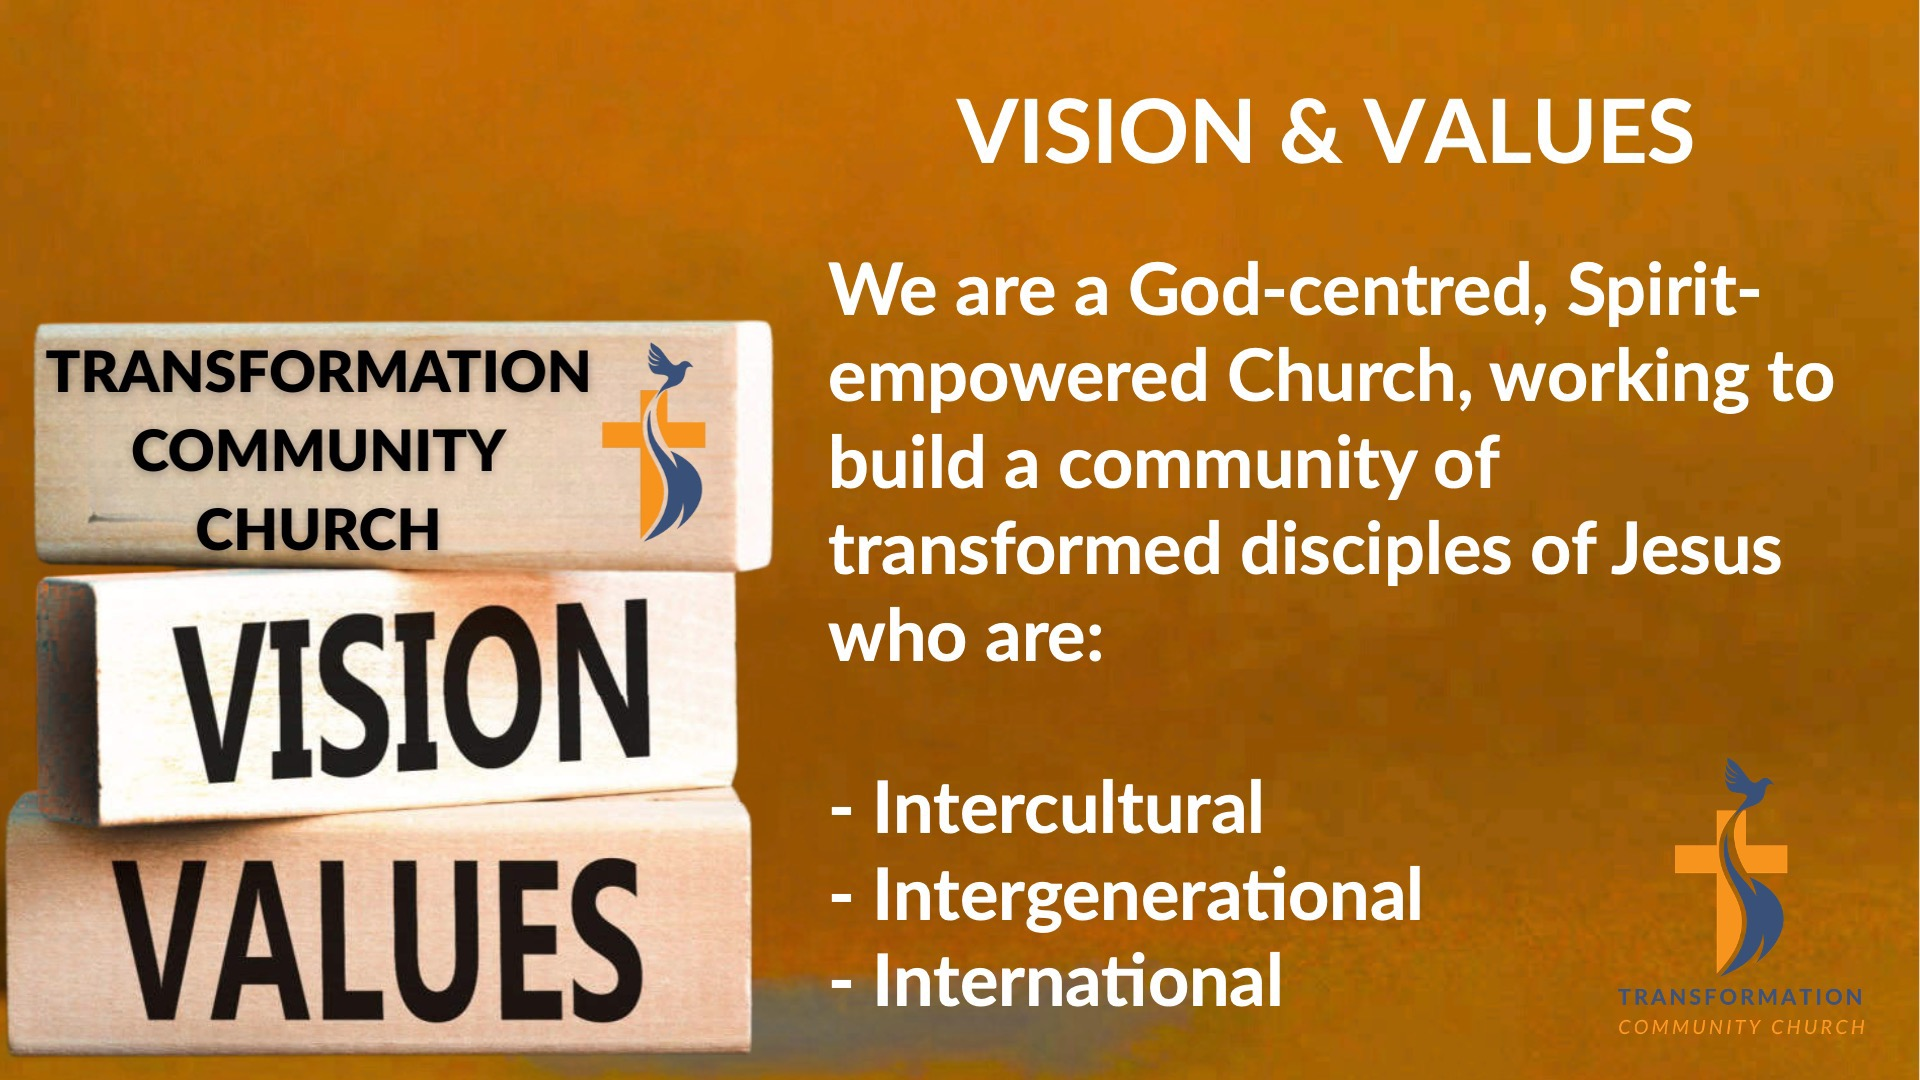 TRANSFORMATION
COMMUNITY
CHURCH
VISION
VALUES
VISION & VALUES
We are a God-centred, Spirit-
empowered Church, working to
build a community of
transformed disciples of Jesus
who are:
- Intercultural
- Intergenerational
- International
TRANSFORMATION
COMMUNITY CHURCH